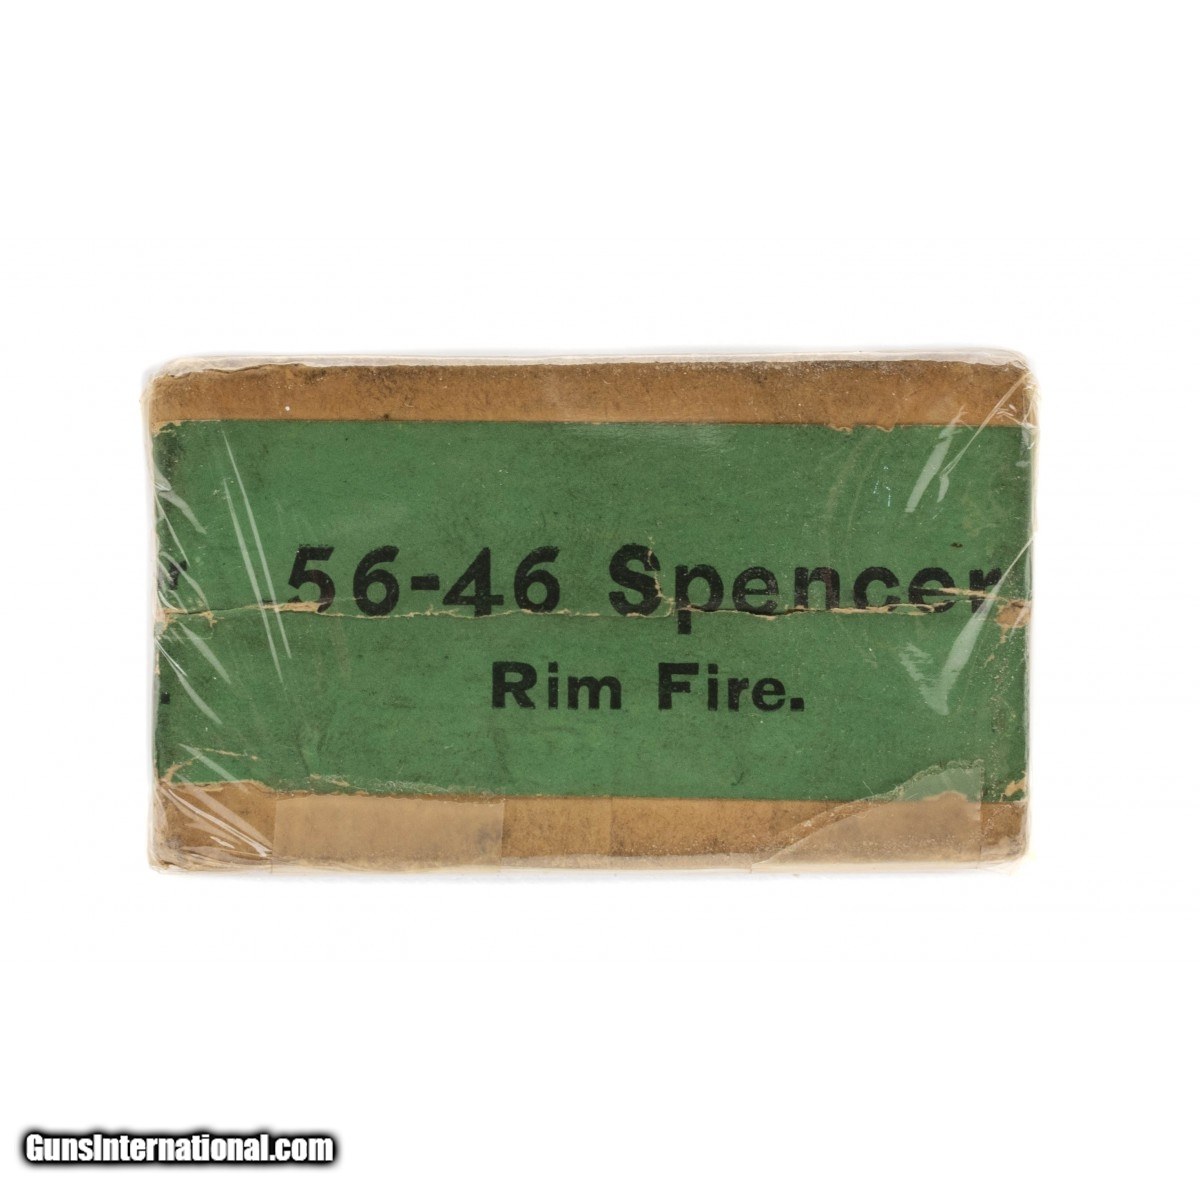 56-46 Spencer
Rim Fire.
GunsInternational.com